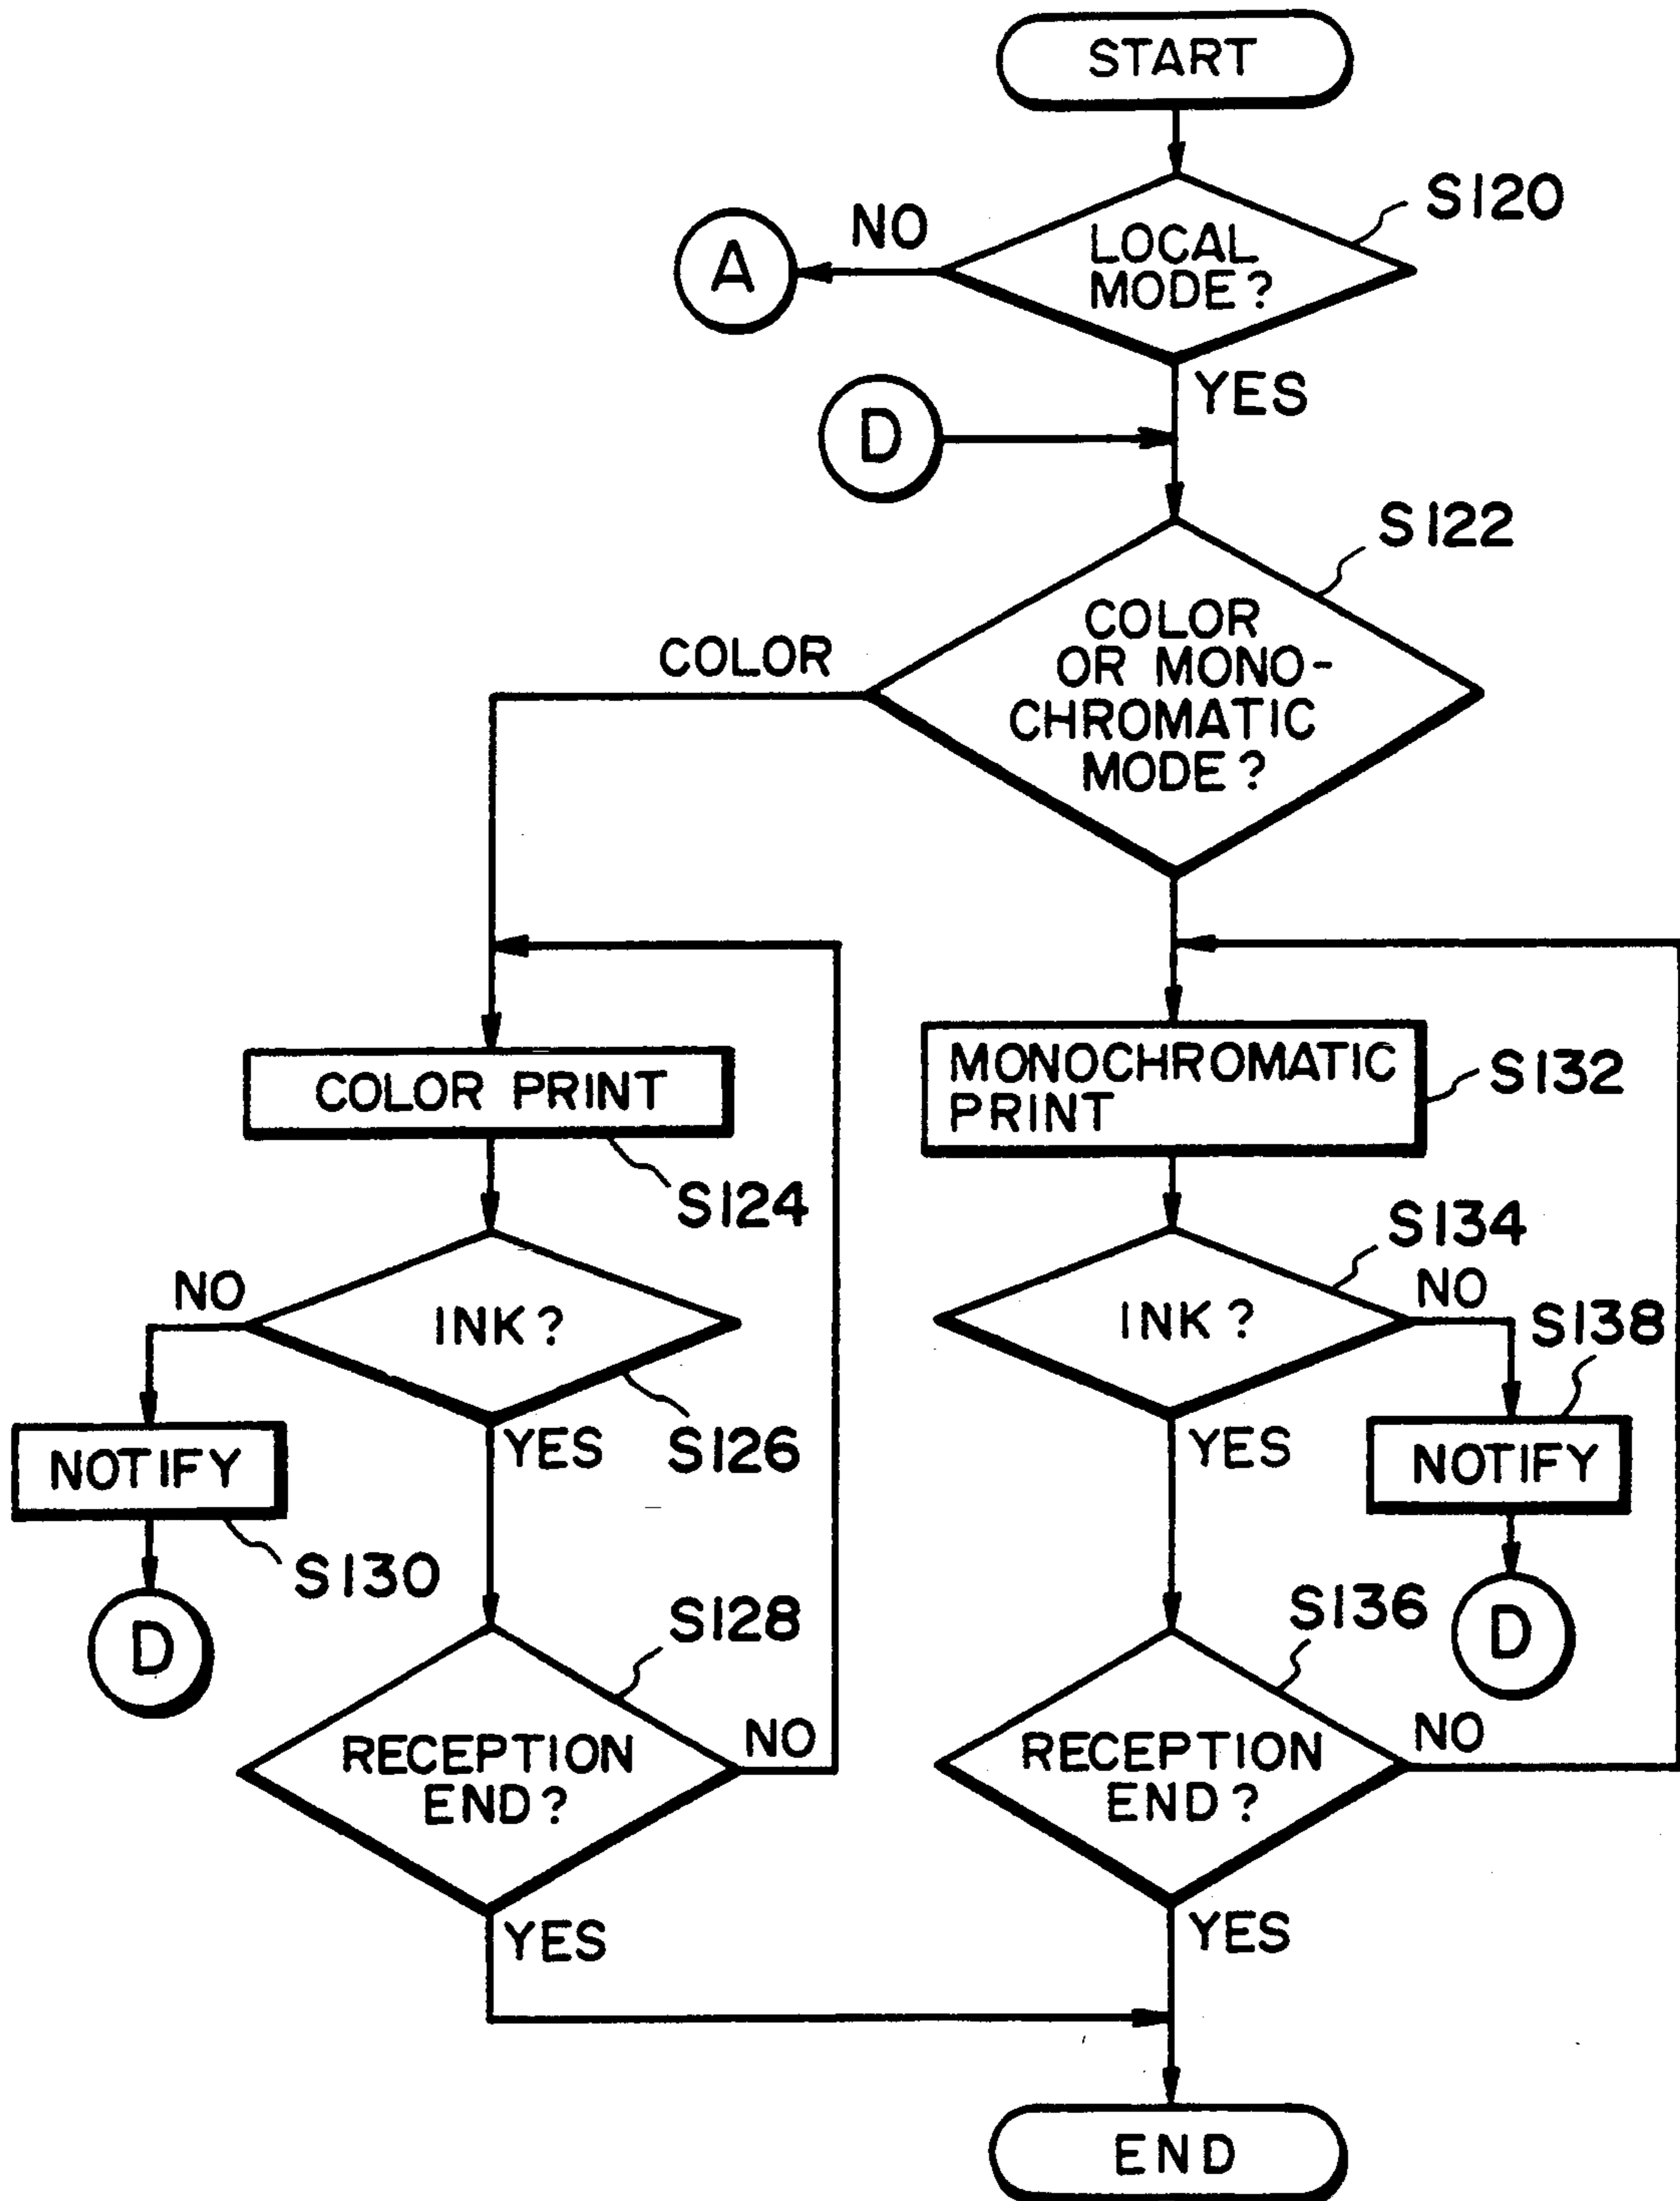 START
S120
NO
A
LOCAL
MODE?
YES
D
S122
COLOR
COLOR
OR MONO-
CHROMATIC
MODE?
COLOR PRINT
S124
MONOCHROMATIC
PRINT
S132
NO
INK?
S126
YES
NOTIFY
S130
D
S134
INK?
NO
S138
YES
NOTIFY
D
S128
RECEPTION
END?
NO
YES
S136
RECEPTION
END?
NO
YES
END